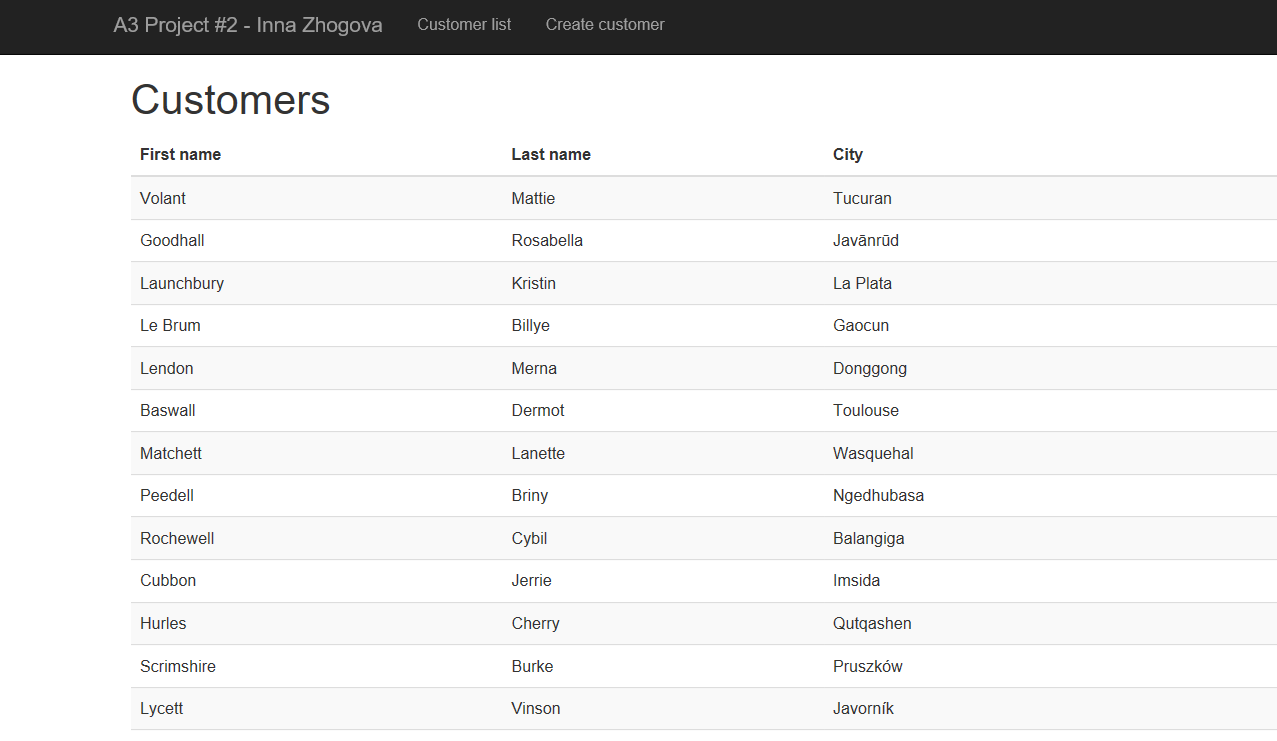 A3 Project #2 - Inna Zhogova Customer list Create customer
Customers
First name Last name City
Volant Mattie Tucuran
Goodhall Rosabella Javānrūd
Launchbury Kristin La Plata
Le Brum Billye Gaocun
Lendon Merna Donggong
Baswall Dermot Toulouse
Matchett Lanette Wasquehal
Peedell Briny Ngedhubasa
Rochewell Cybil Balangiga
Cubbon Jerrie Imsida
Hurles Cherry Qutqashen
Scrimshire Burke Pruszków
Lycett Vinson Javorník